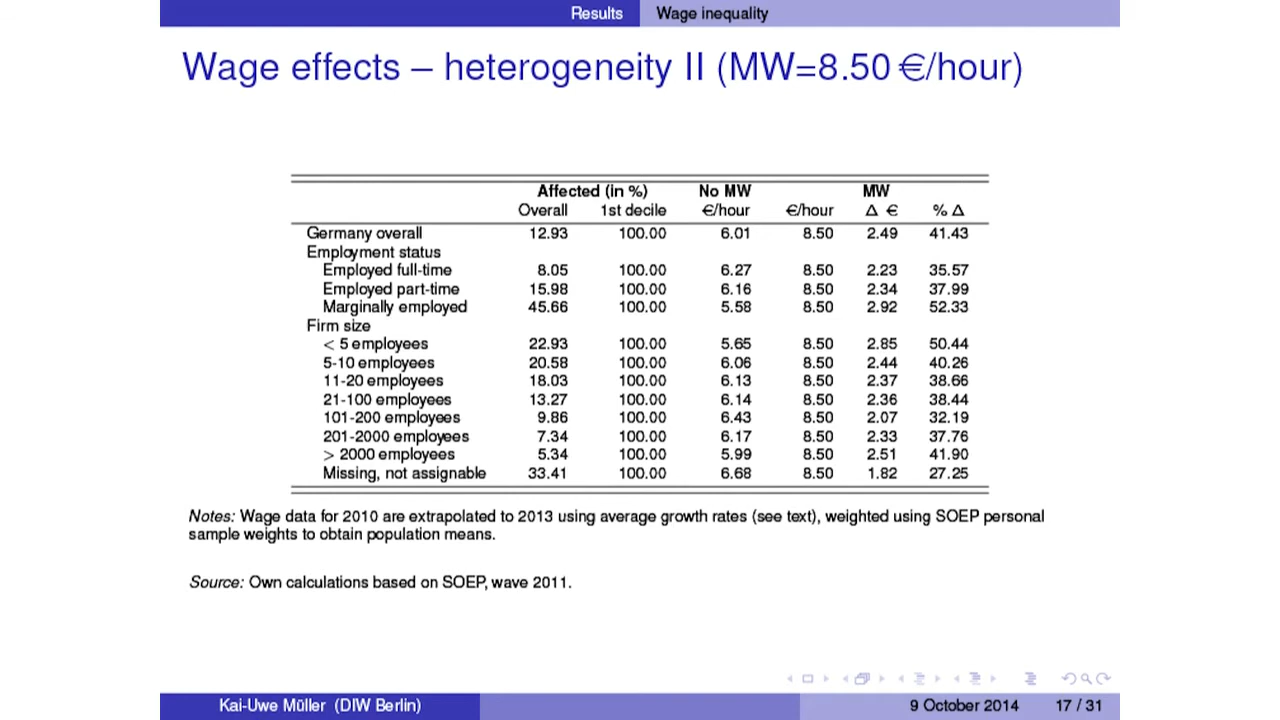 Results Wage inequality
Wage effects – heterogeneity II (MW=8.50 €/hour)
Affected (in %) No MW MW
Overall 1st decile €/hour €/hour Δ € % Δ
Germany overall 12.93 100.00 6.01 8.50 2.49 41.43
Employment status
Employed full-time 8.05 100.00 6.27 8.50 2.23 35.57
Employed part-time 15.98 100.00 6.16 8.50 2.34 37.99
Marginally employed 45.66 100.00 5.58 8.50 2.92 52.33
Firm size
< 5 employees 22.93 100.00 5.65 8.50 2.85 50.44
5-10 employees 20.58 100.00 6.06 8.50 2.44 40.26
11-20 employees 18.03 100.00 6.13 8.50 2.37 38.66
21-100 employees 13.27 100.00 6.14 8.50 2.36 38.44
101-200 employees 9.86 100.00 6.43 8.50 2.07 32.19
201-2000 employees 7.34 100.00 6.17 8.50 2.33 37.76
> 2000 employees 5.34 100.00 5.99 8.50 2.51 41.90
Missing, not assignable 33.41 100.00 6.68 8.50 1.82 27.25
Notes: Wage data for 2010 are extrapolated to 2013 using average growth rates (see text), weighted using SOEP personal
sample weights to obtain population means.
Source: Own calculations based on SOEP, wave 2011.
Kai-Uwe Müller (DIW Berlin) 9 October 2014 17 / 31